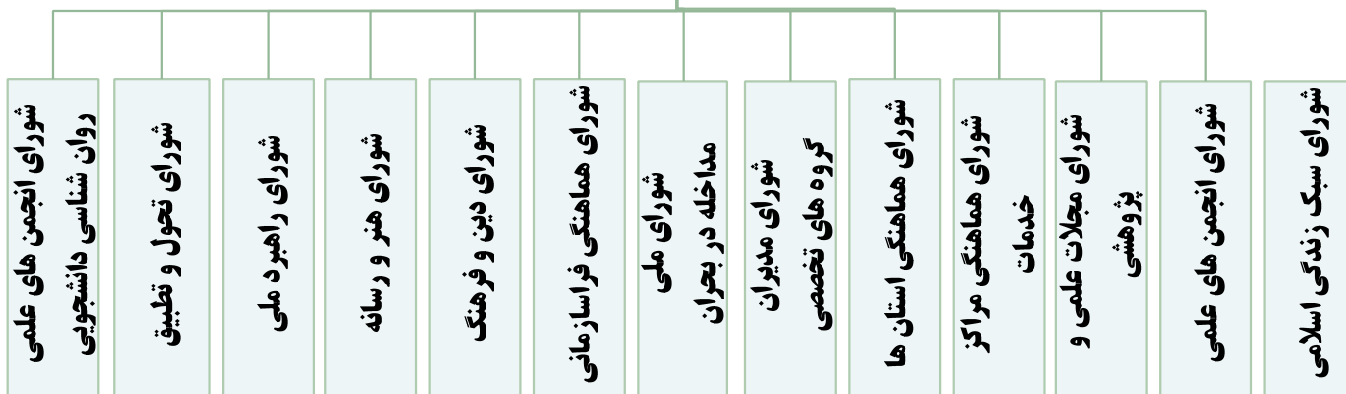 شورای سبک زندگی اسلامی
شورای انجمن های علمی
شورای مجلات علمی و
پژوهشی
شورای هماهنگی مراکز
خدمات
شورای هماهنگی استان ها
شورای مدیران
گروه های تخصصی
شورای ملی
مداخله در بحران
شورای هماهنگی فراسازمانی
شورای دین و فرهنگ
شورای هنر و رسانه
شورای راهبرد ملی
شورای تحول و تطبیق
شورای انجمن های علمی
روان شناسی دانشجویی